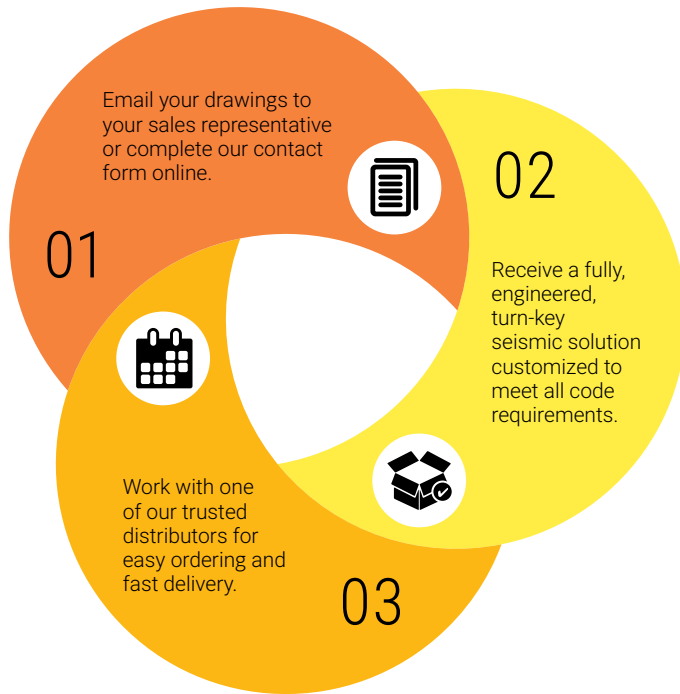 01
Email your drawings to
your sales representative
or complete our contact
form online.
02
Receive a fully,
engineered,
turn-key
seismic solution
customized to
meet all code
requirements.
03
Work with one
of our trusted
distributors for
easy ordering and
fast delivery.